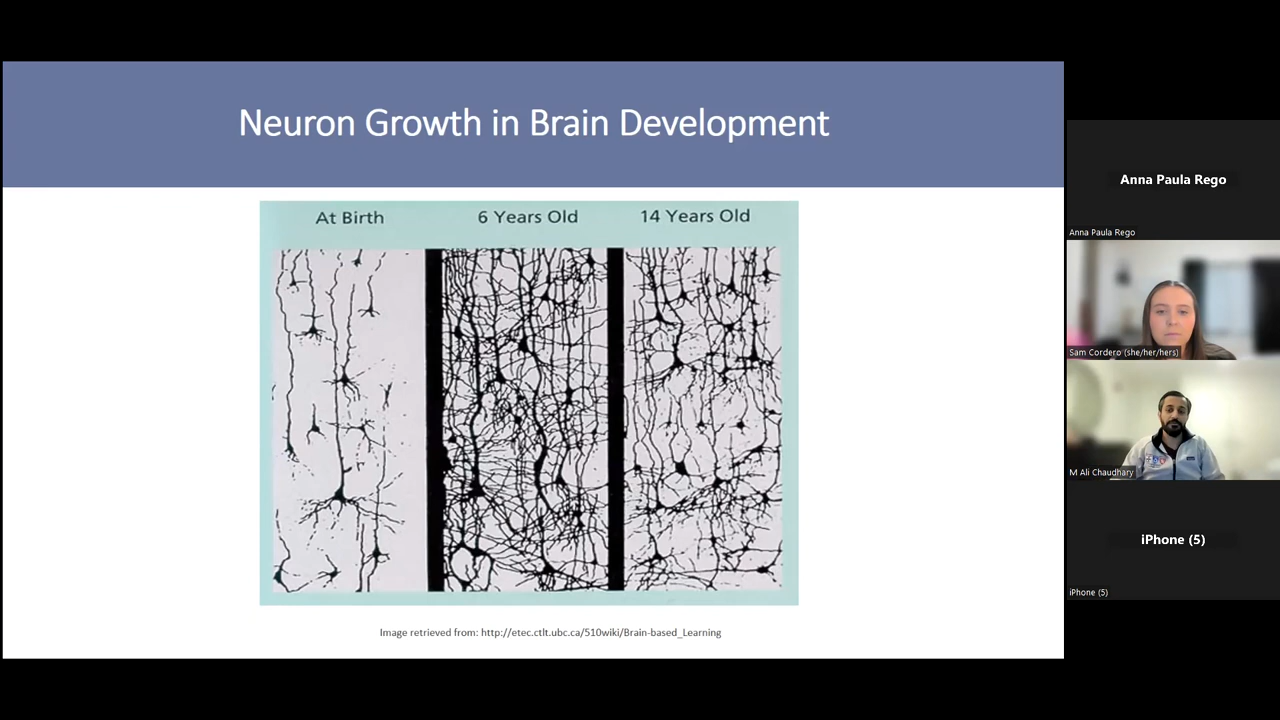 Neuron Growth in Brain Development
At Birth
6 Years Old
14 Years Old
Image retrieved from: http://etec.ctlt.ubc.ca/510wiki/Brain-based_Learning
Anna Paula Rego
Anna Paula Rego
Sam Cordero (she/her/hers)
M Ali Chaudhary
iPhone (5)
iPhone (5)